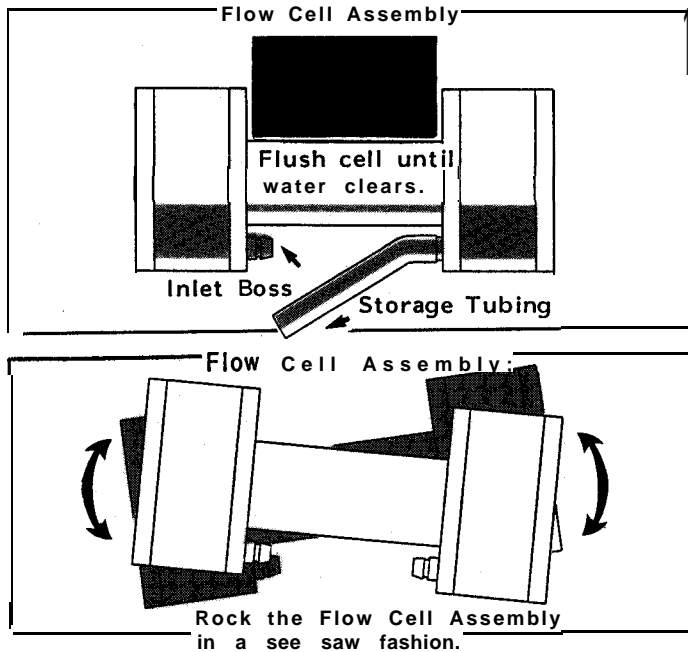 Flow Cell Assembly
Flush cell until
water clears.
Inlet Boss
Storage Tubing
Flow Cell Assembly:
Rock the Flow Cell Assembly
in a see saw fashion.